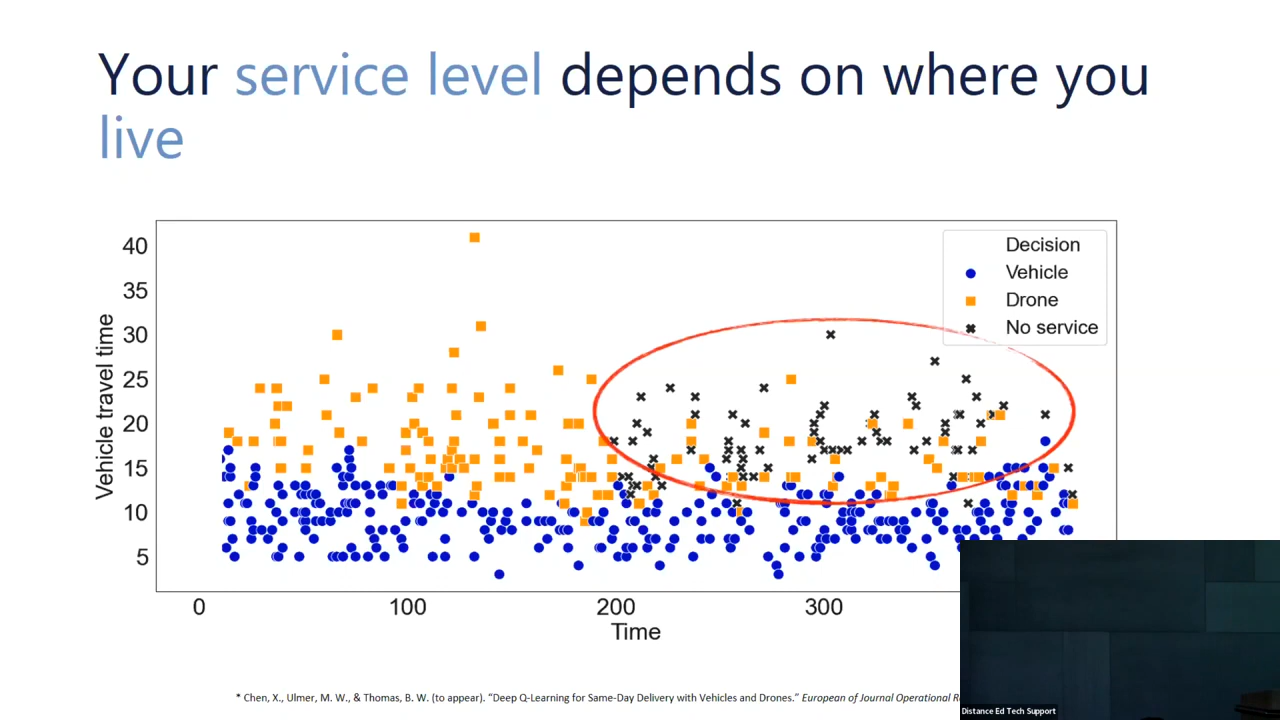 Your service level depends on where you
live
Decision
Vehicle
Drone
No service
Vehicle travel time
40
35
30
25
20
15
10
5
0 100 200 300
Time
* Chen, X., Ulmer, M. W., & Thomas, B. W. (to appear). “Deep Q-Learning for Same-Day Delivery with Vehicles and Drones.” European of Journal Operational
Distance Ed Tech Support